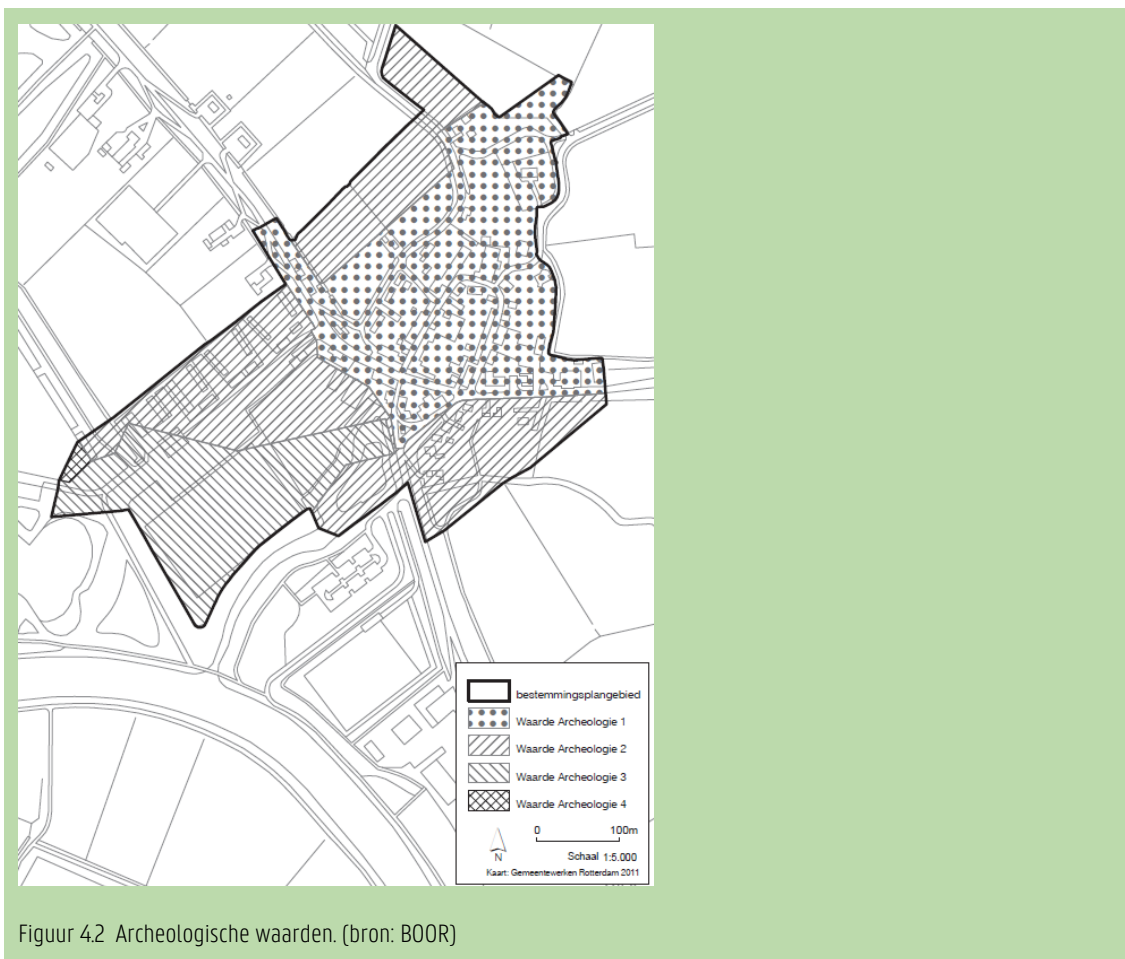 bestemmingsplangebied
Waarde Archeologie 1
Waarde Archeologie 2
Waarde Archeologie 3
Waarde Archeologie 4
0 100m
N
Schaal 1:5.000
Kaart: Gemeentewerken Rotterdam 2011
Figuur 4.2 Archeologische waarden. (bron: BOOR)